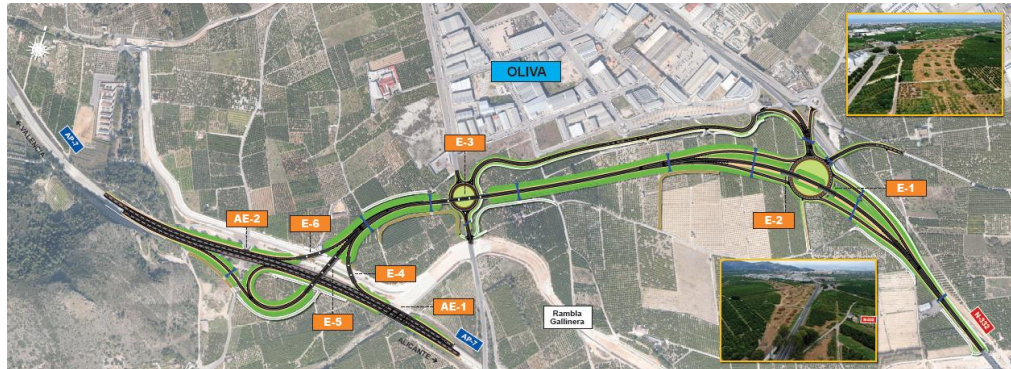 OLIVA
E-3
← VALENCIA
AP-7
AE-2
E-6
E-1
E-2
E-4
AE-1
E-5
Rambla
Gallinera
AP-7
ALICANTE→
N-332